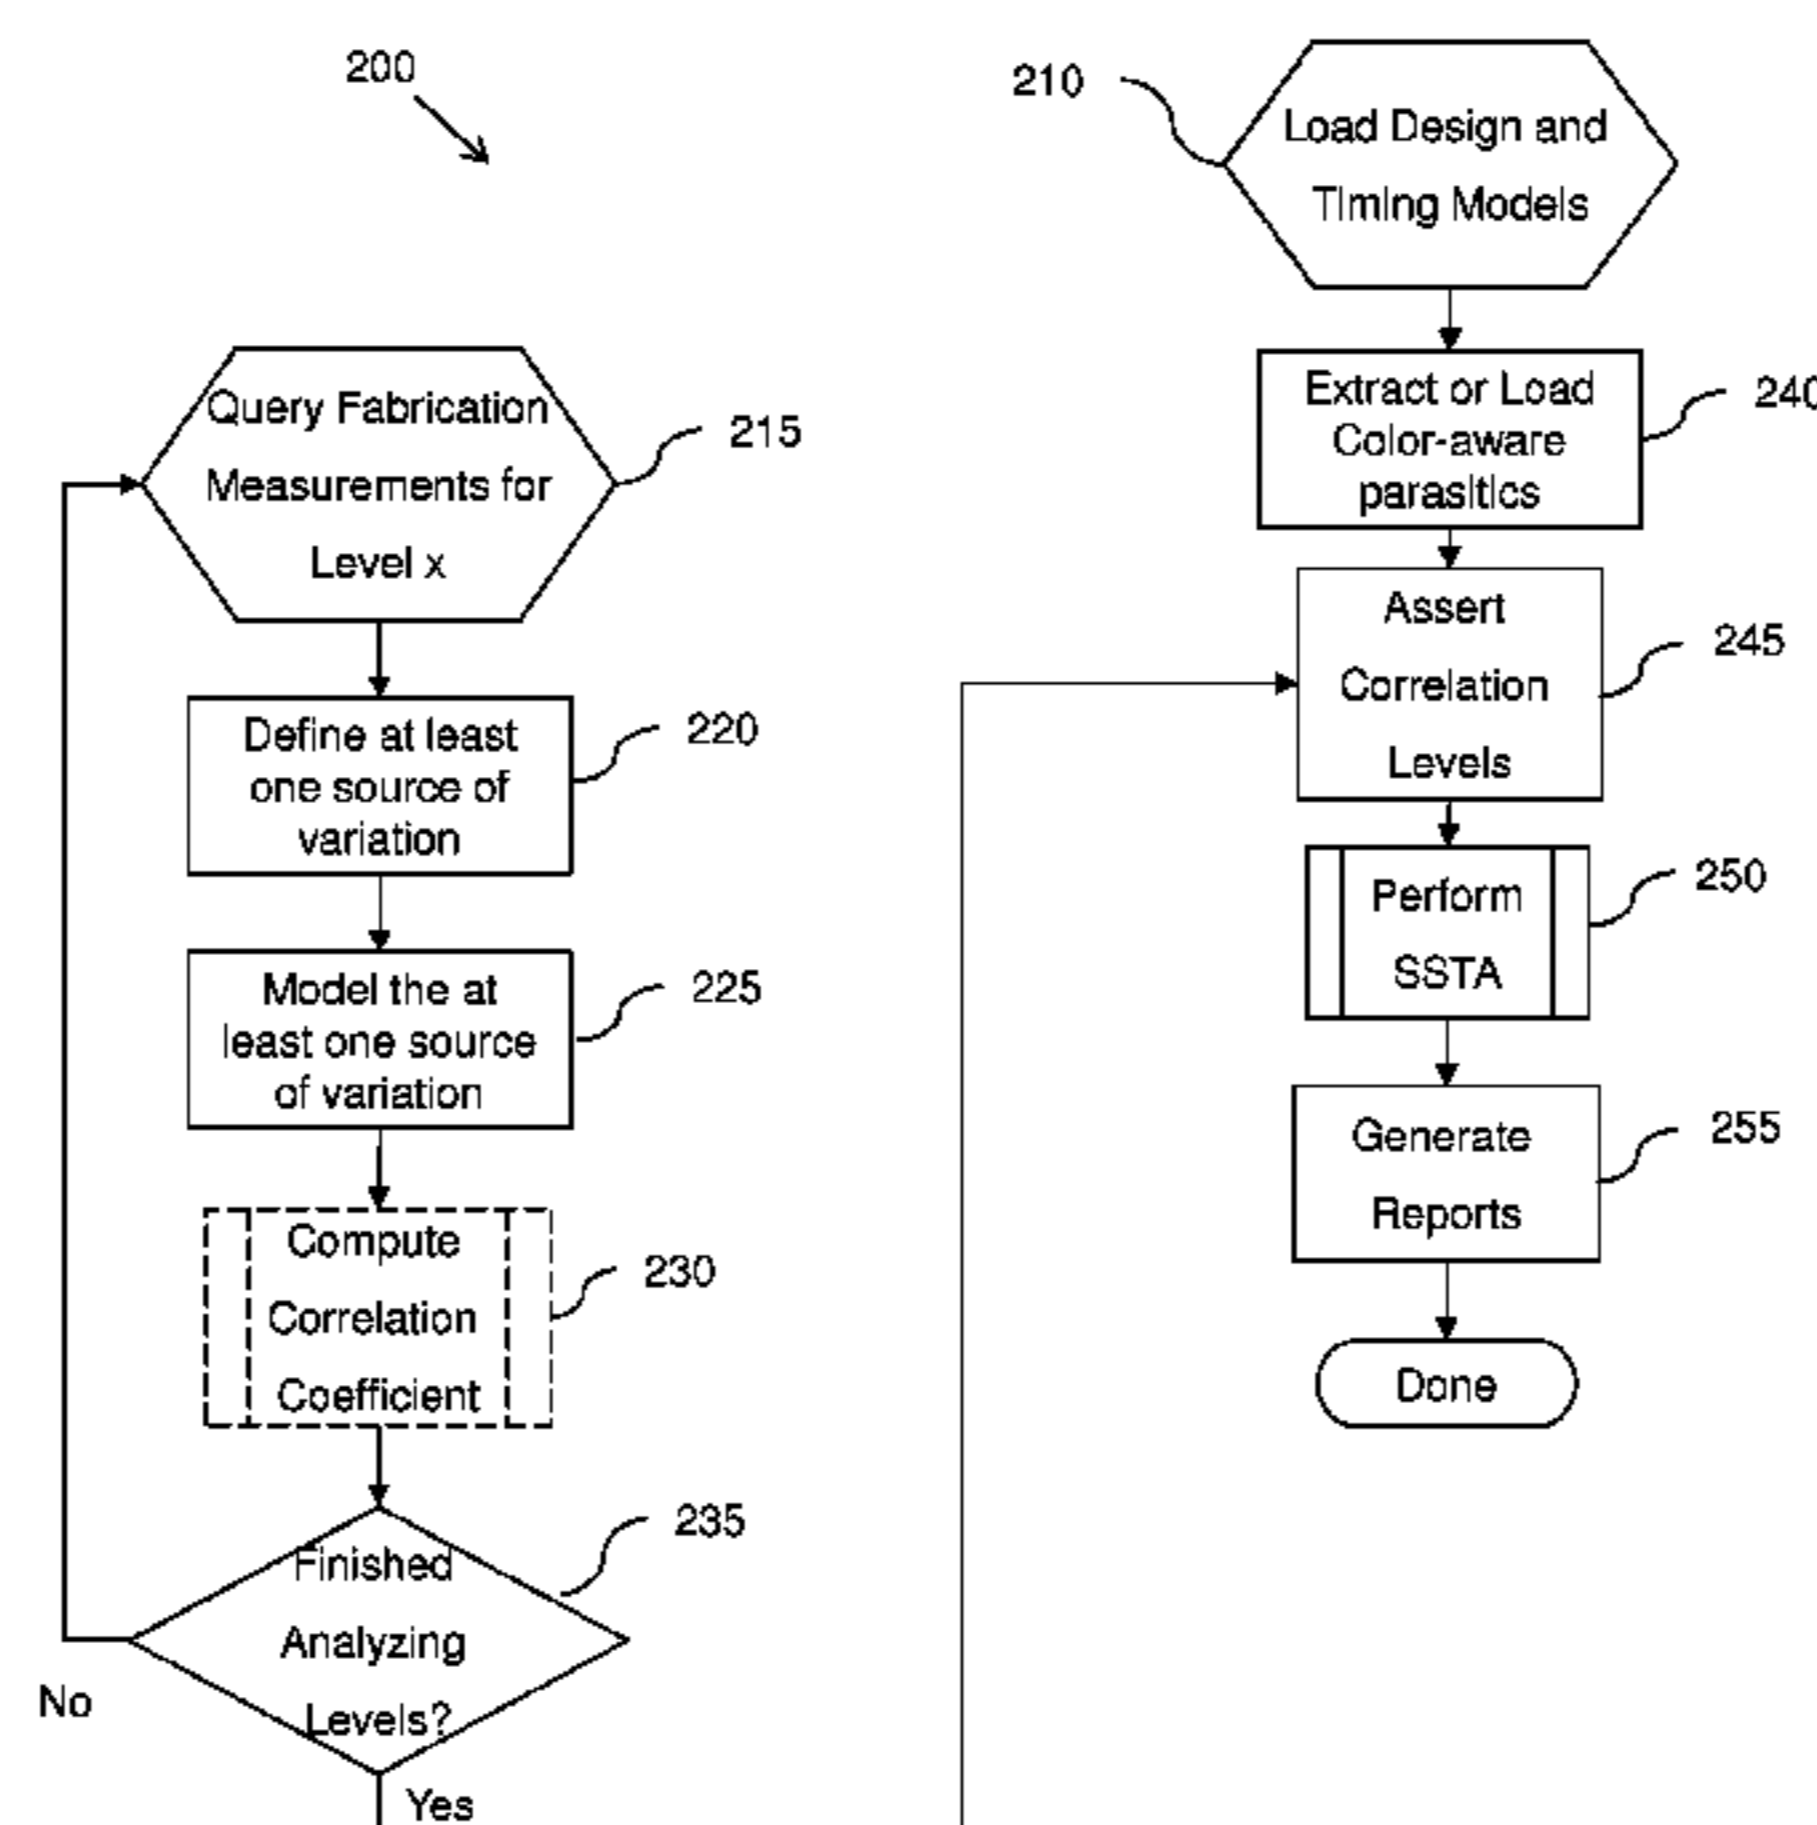 200
210
Load Design and
Timing Models
Extract or Load
Color-aware
parasitics
240
Query Fabrication
Measurements for
Level x
215
Assert
Correlation
Levels
245
Define at least
one source of
variation
220
Perform
SSTA
250
Model the at
least one source
of variation
225
Generate
Reports
255
Compute
Correlation
Coefficient
230
Done
Finished
Analyzing
Levels?
235
No
Yes